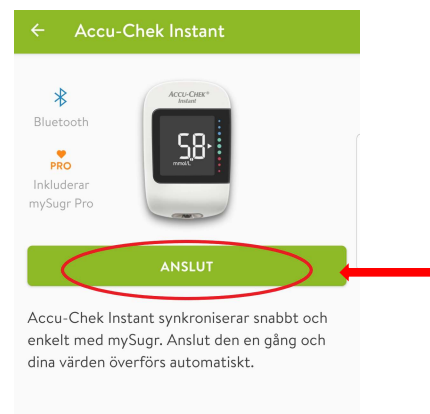 Accu-Chek Instant
Bluetooth
PRO
Inkluderar
mySugr Pro
ACCU-CHEK®
Instant
5.8
mmol/L
ANSLUT
Accu-Chek Instant synkroniserar snabbt och
enkelt med mySugr. Anslut den en gång och
dina värden överförs automatiskt.